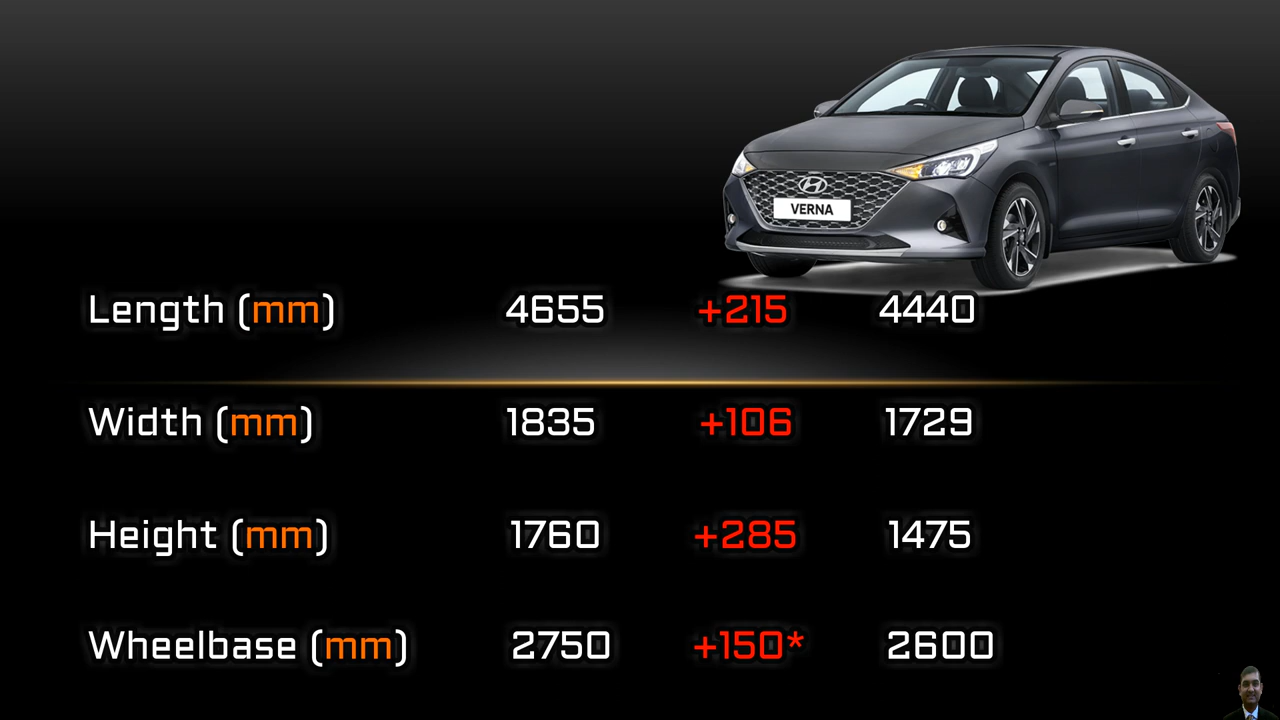 VERNA
Length (mm) 4655 +215 4440
Width (mm) 1835 +106 1729
Height (mm) 1760 +285 1475
Wheelbase (mm) 2750 +150* 2600